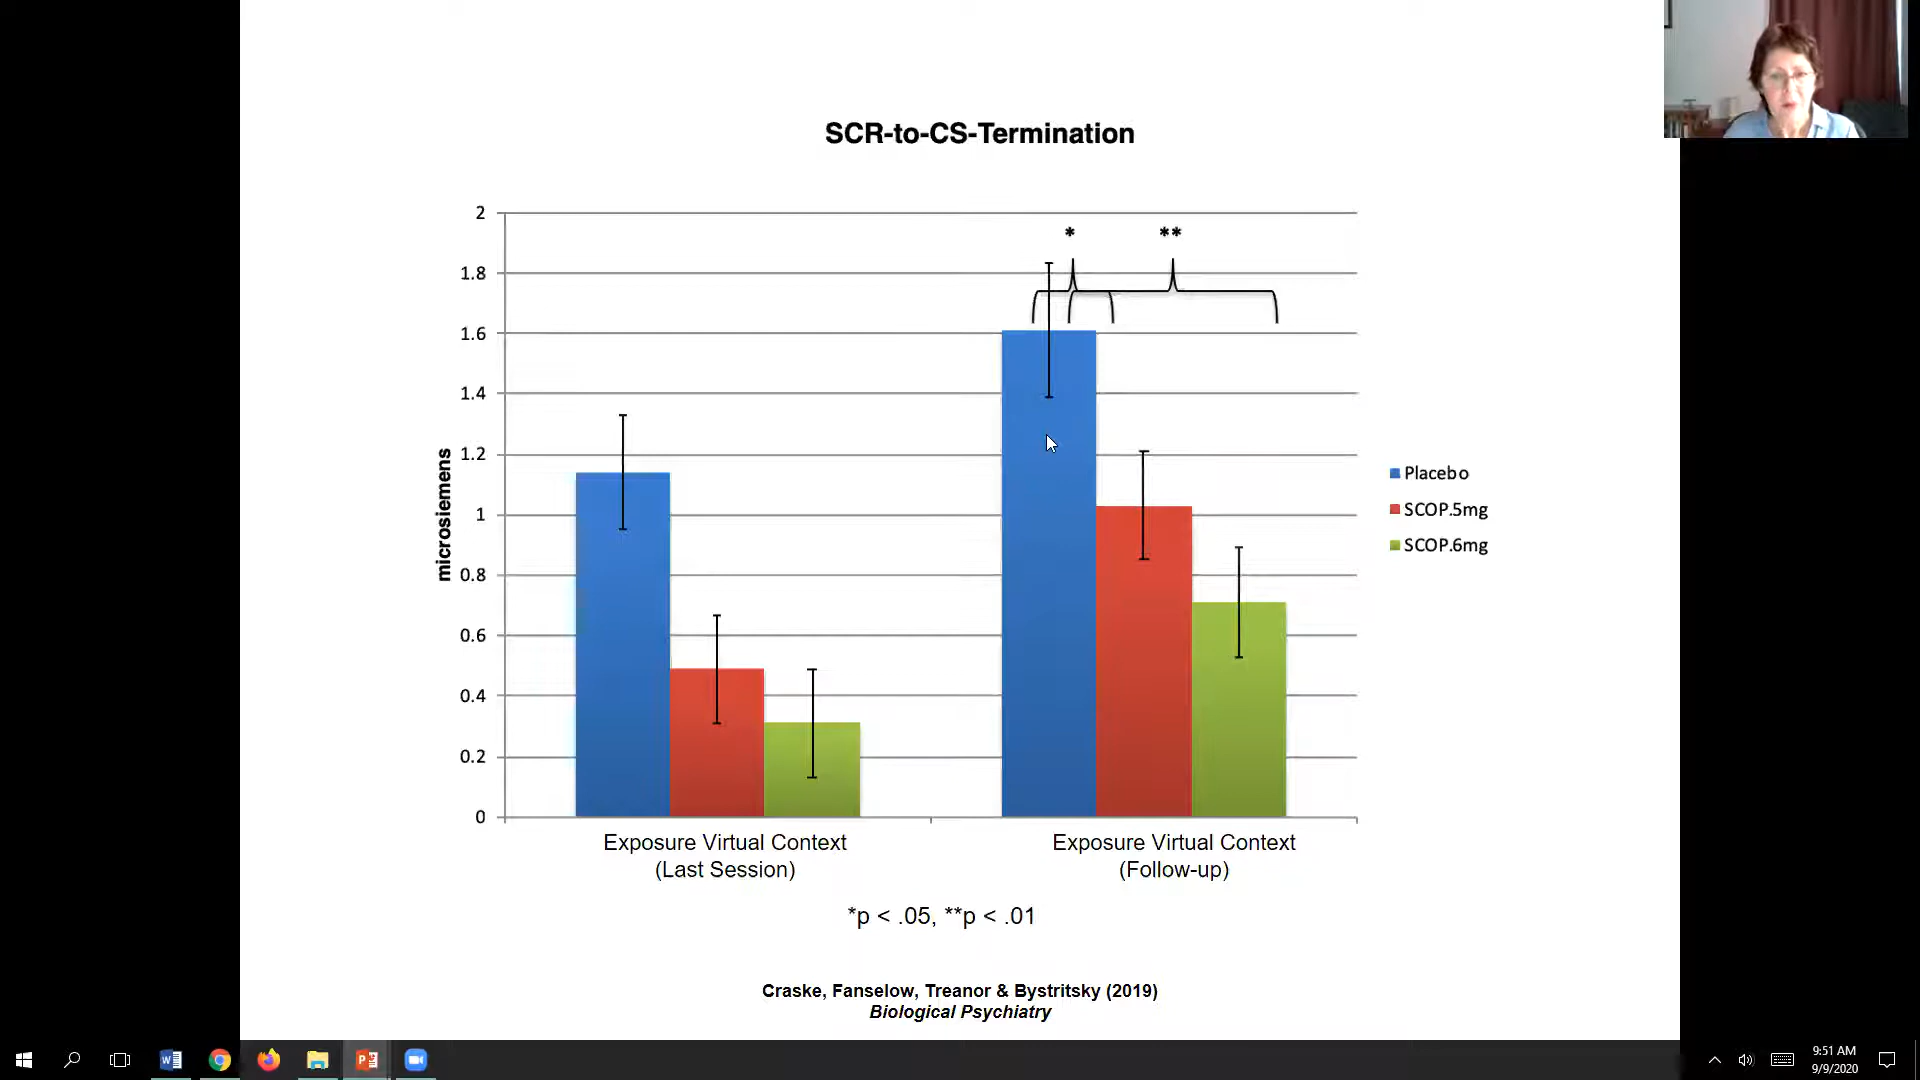 SCR-to-CS-Termination
2
1.8
1.6
1.4
1.2
1
0.8
0.6
0.4
0.2
0
microsiemens
*
**
Placebo
SCOP.5mg
SCOP.6mg
Exposure Virtual Context
(Last Session)
Exposure Virtual Context
(Follow-up)
*p < .05, **p < .01
Craske, Fanselow, Treanor & Bystritsky (2019)
Biological Psychiatry
9:51 AM
9/9/2020